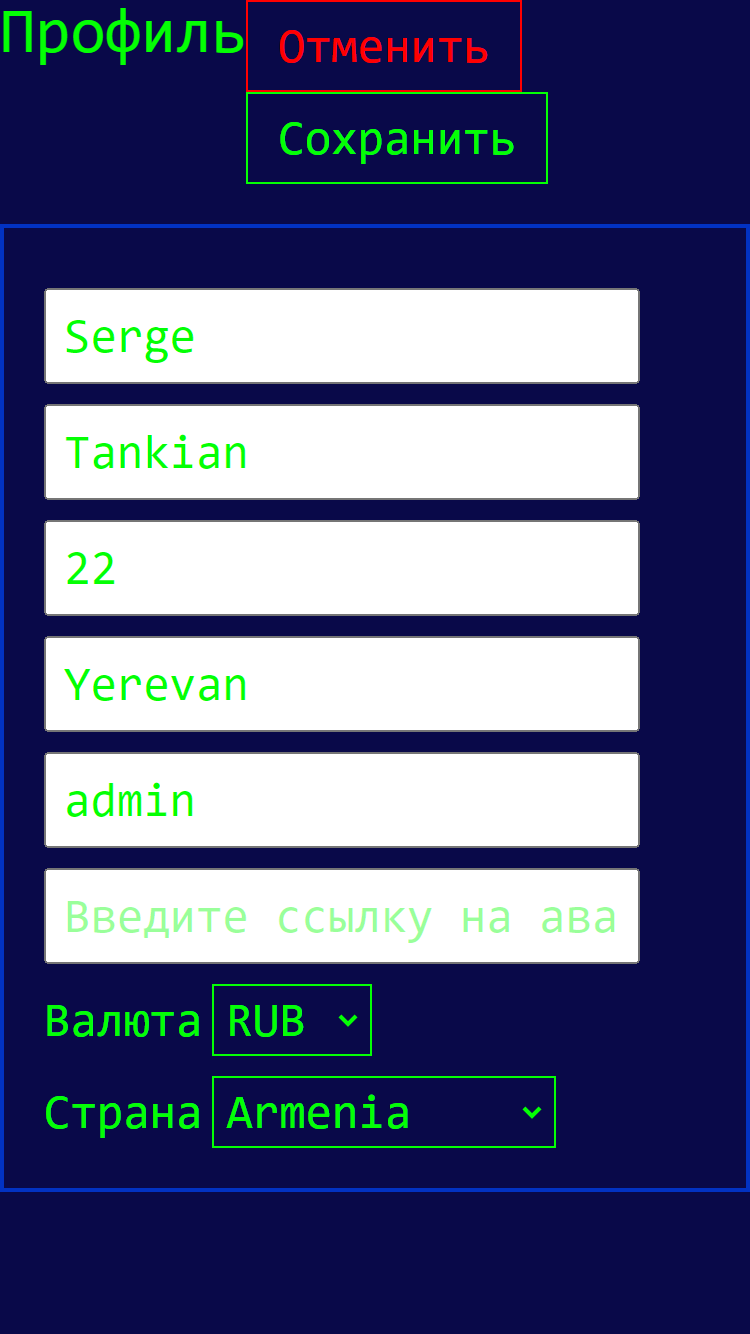 Профиль
Отменить
Сохранить
Serge
Tankian
22
Yerevan
admin
Введите ссылку на ава
Валюта RUB
Страна Armenia